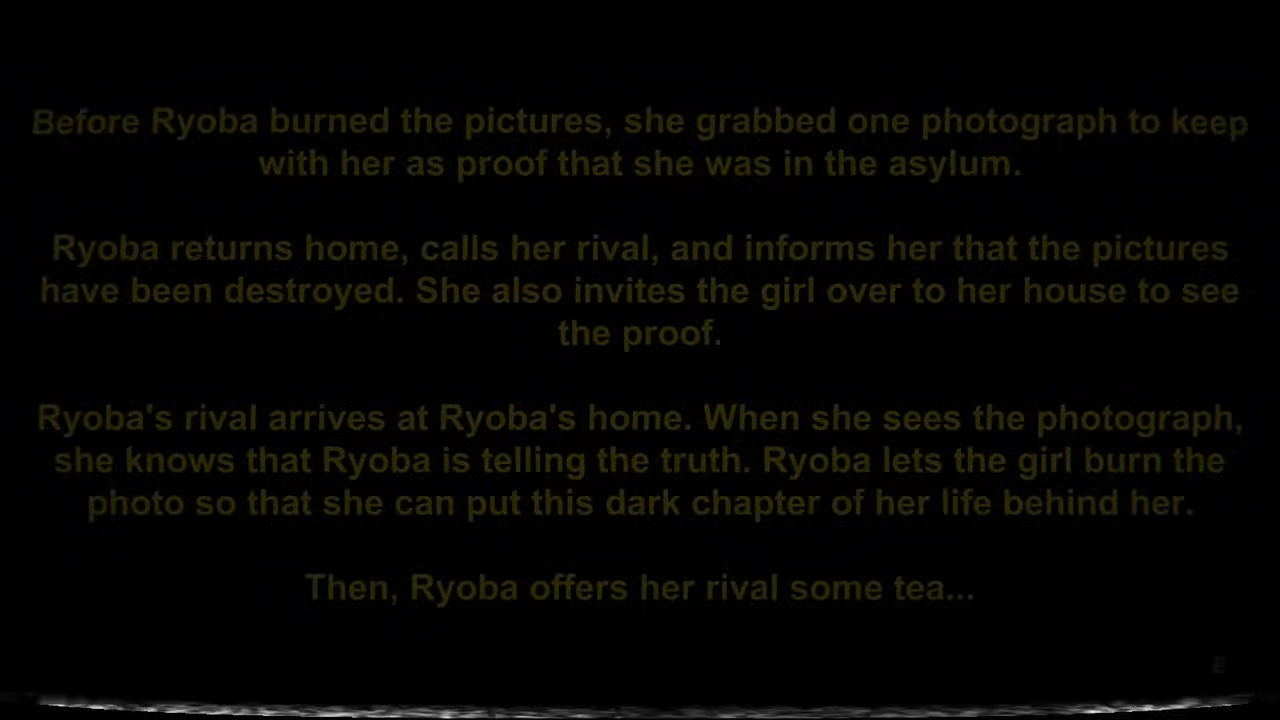 Before Ryoba burned the pictures, she grabbed one photograph to keep
with her as proof that she was in the asylum.
Ryoba returns home, calls her rival, and informs her that the pictures
have been destroyed. She also invites the girl over to her house to see
the proof.
Ryoba's rival arrives at Ryoba's home. When she sees the photograph,
she knows that Ryoba is telling the truth. Ryoba lets the girl burn the
photo so that she can put this dark chapter of her life behind her.
Then, Ryoba offers her rival some tea...
E